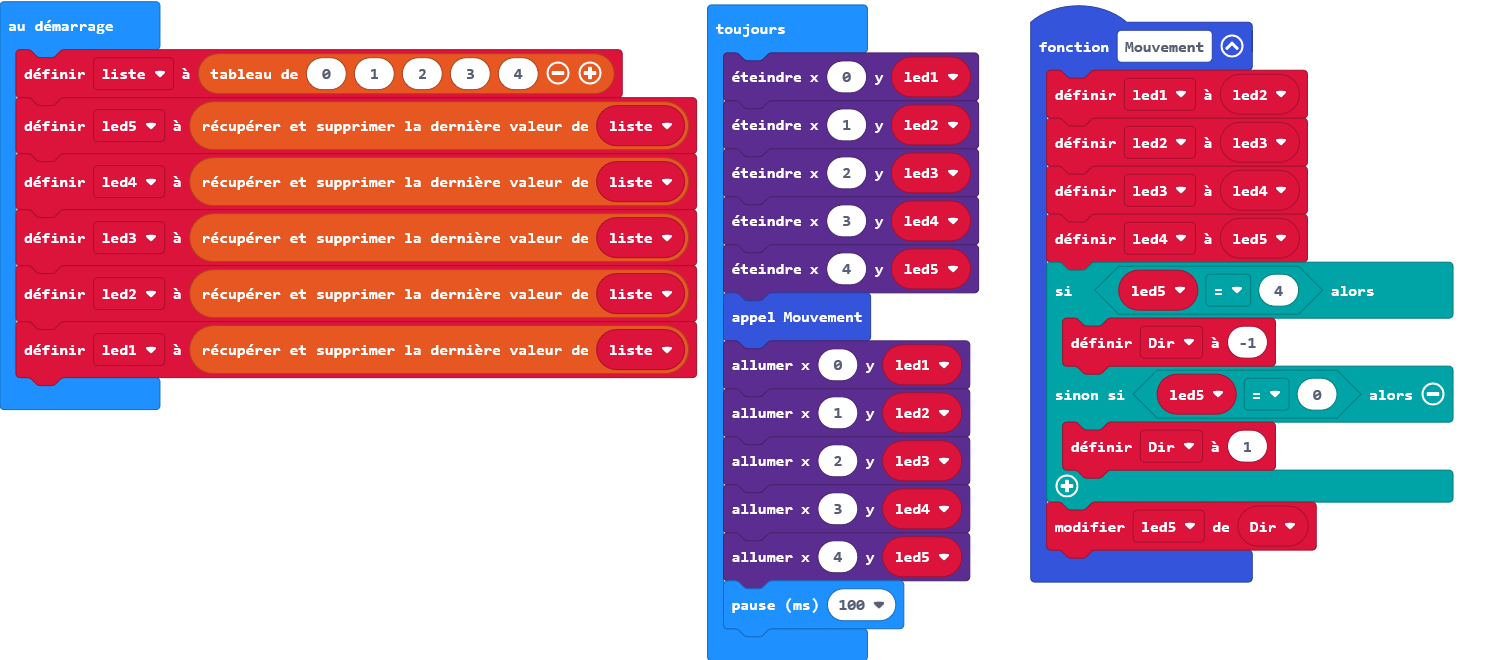 au démarrage
définir liste à tableau de 0 1 2 3 4
définir led5 à récupérer et supprimer la dernière valeur de liste
définir led4 à récupérer et supprimer la dernière valeur de liste
définir led3 à récupérer et supprimer la dernière valeur de liste
définir led2 à récupérer et supprimer la dernière valeur de liste
définir led1 à récupérer et supprimer la dernière valeur de liste
toujours
éteindre x 0 y led1
éteindre x 1 y led2
éteindre x 2 y led3
éteindre x 3 y led4
éteindre x 4 y led5
appel Mouvement
allumer x 0 y led1
allumer x 1 y led2
allumer x 2 y led3
allumer x 3 y led4
allumer x 4 y led5
pause (ms) 100
fonction Mouvement
définir led1 à led2
définir led2 à led3
définir led3 à led4
définir led4 à led5
si led5 = 4 alors
définir Dir à -1
sinon si led5 = 0 alors
définir Dir à 1
modifier led5 de Dir